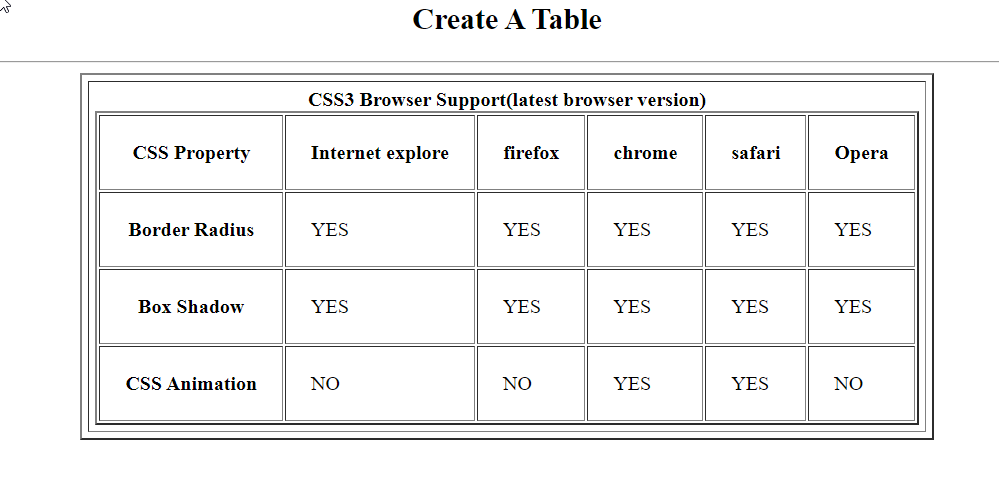 Create A Table
CSS3 Browser Support(latest browser version)
CSS Property Internet explore firefox chrome safari Opera
Border Radius YES YES YES YES YES
Box Shadow YES YES YES YES YES
CSS Animation NO NO YES YES NO